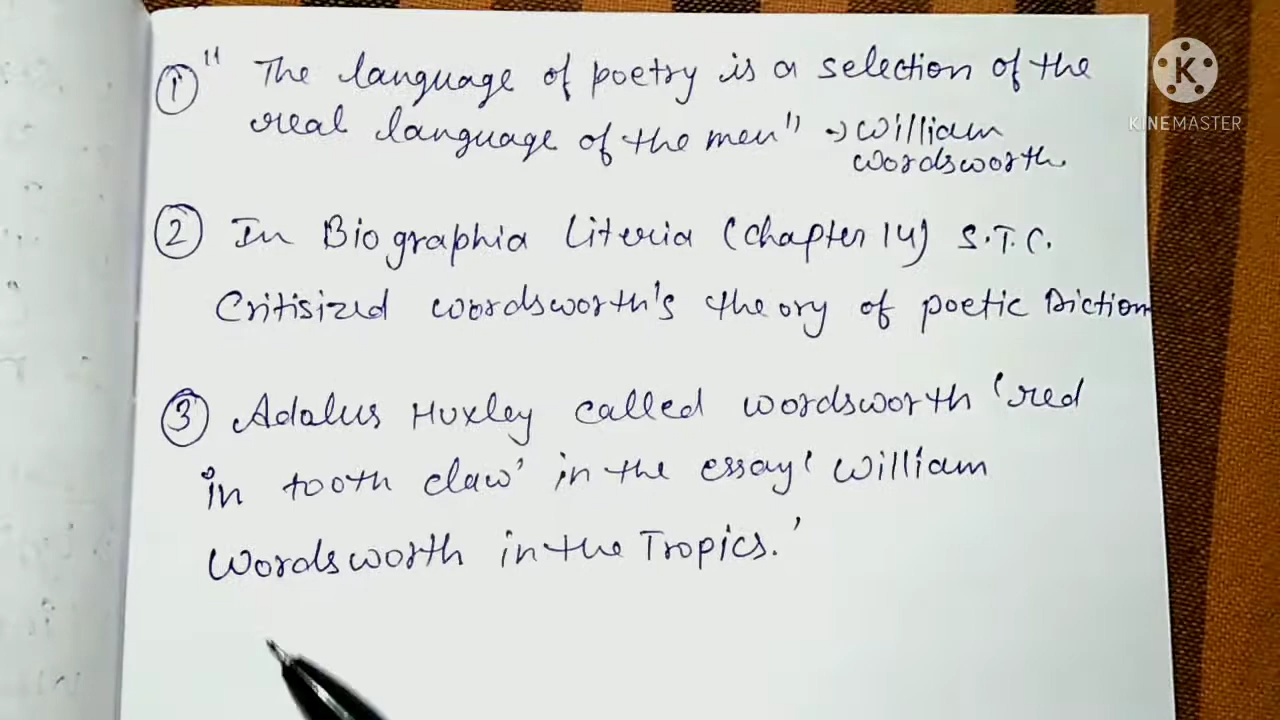 ① " The language of poetry is a selection of the
real language of the men" → William
wordsworth.
② In Biographia Literia (Chapter 14) S.T.C.
Critisized wordsworth's theory of poetic Diction
③ Adalus Huxley called wordsworth 'red
in tooth claw' in the essay 'William
Wordsworth in the Tropics.'
K
KINEMASTER